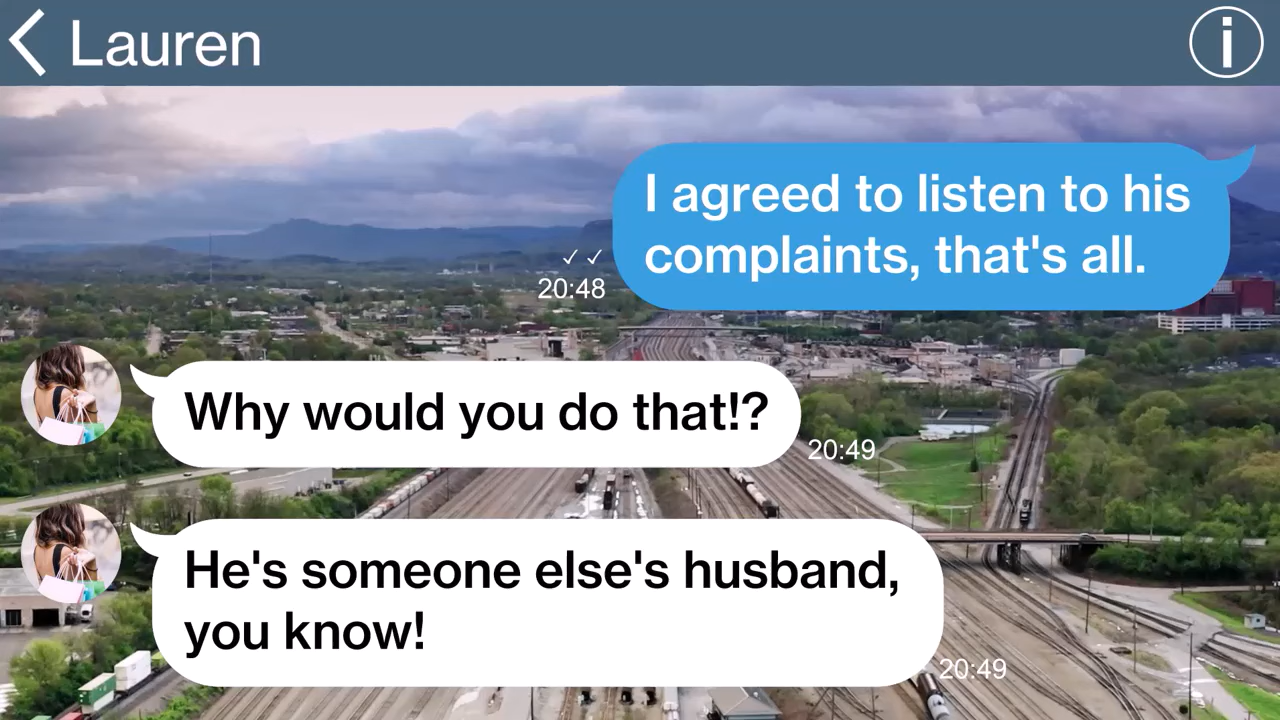 Lauren
I agreed to listen to his
complaints, that's all.
20:48
Why would you do that!?
20:49
He's someone else's husband,
you know!
20:49